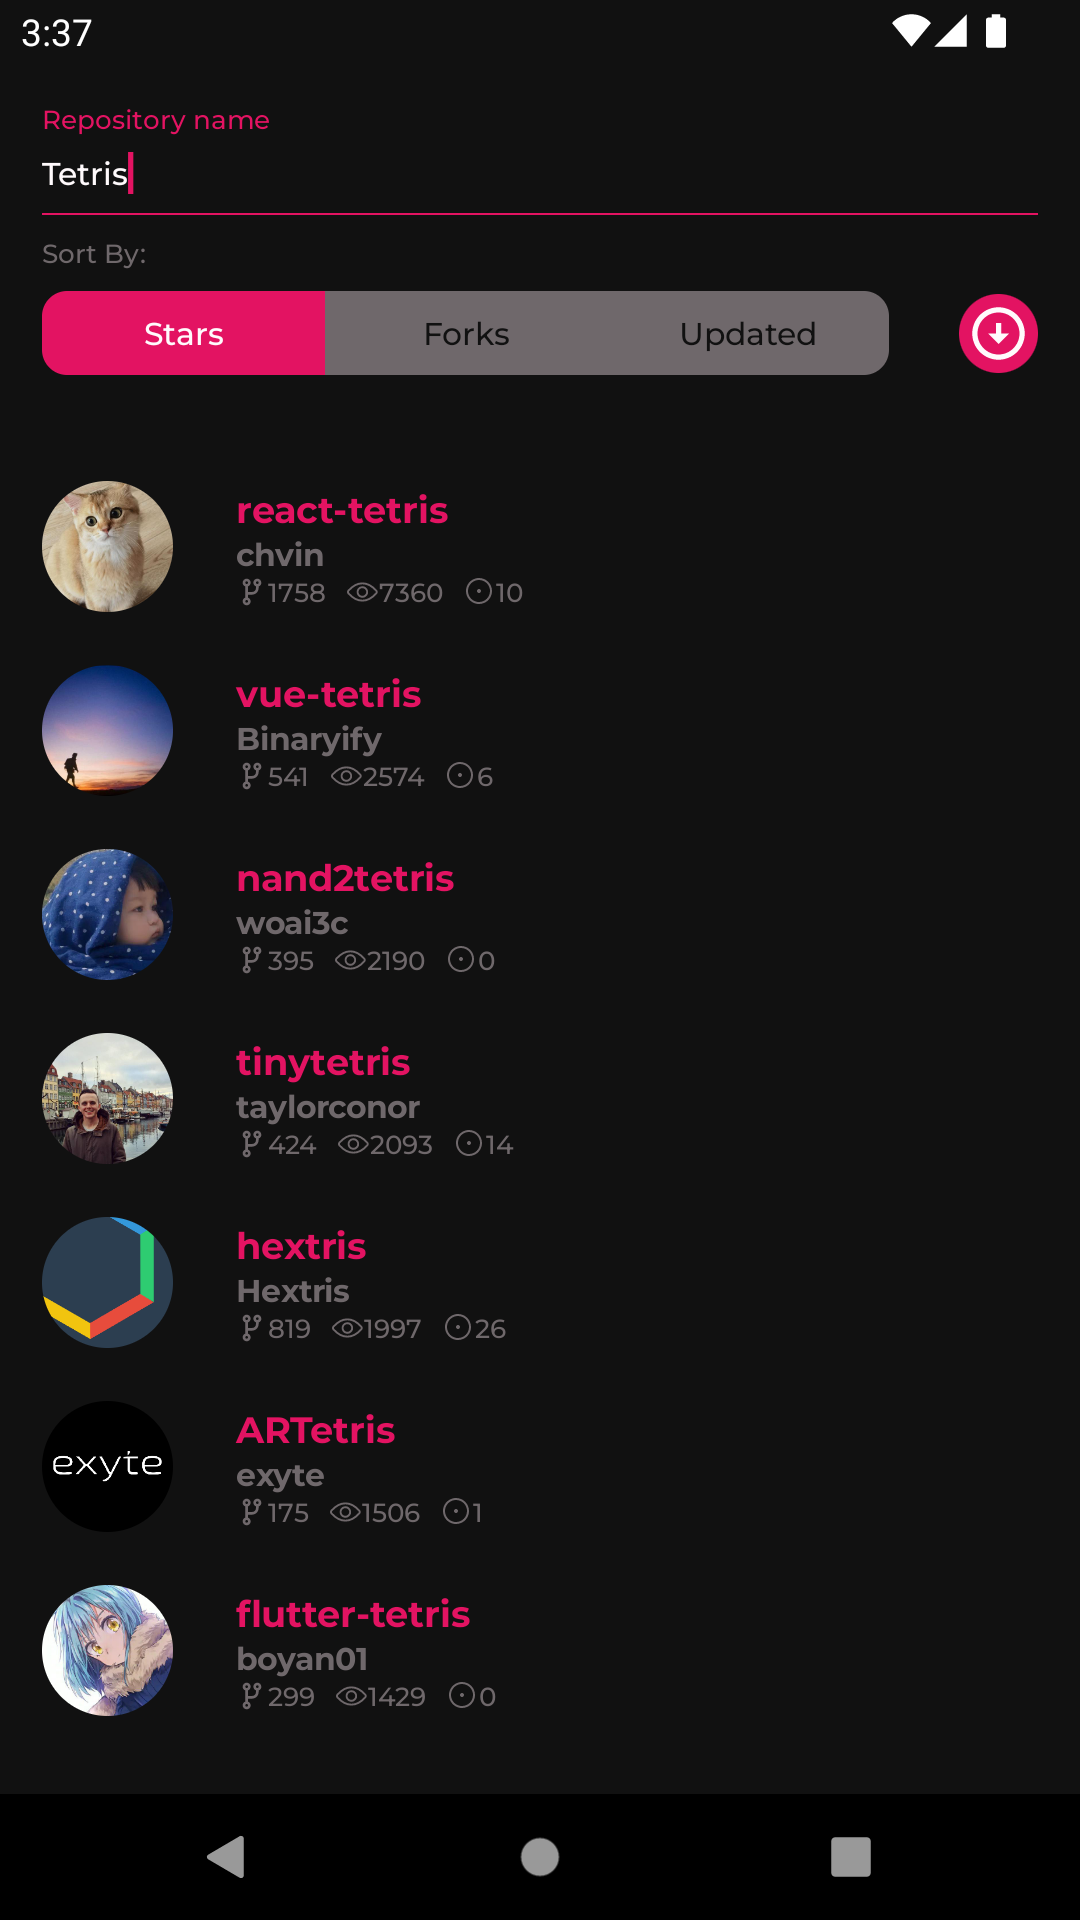 3:37
Repository name
Tetris
Sort By:
Stars Forks Updated
react-tetris
chvin
1758 7360 10
vue-tetris
Binaryify
541 2574 6
nand2tetris
woai3c
395 2190 0
tinytetris
taylorconor
424 2093 14
hextris
Hextris
819 1997 26
exyte
ARTetris
exyte
175 1506 1
flutter-tetris
boyan01
299 1429 0